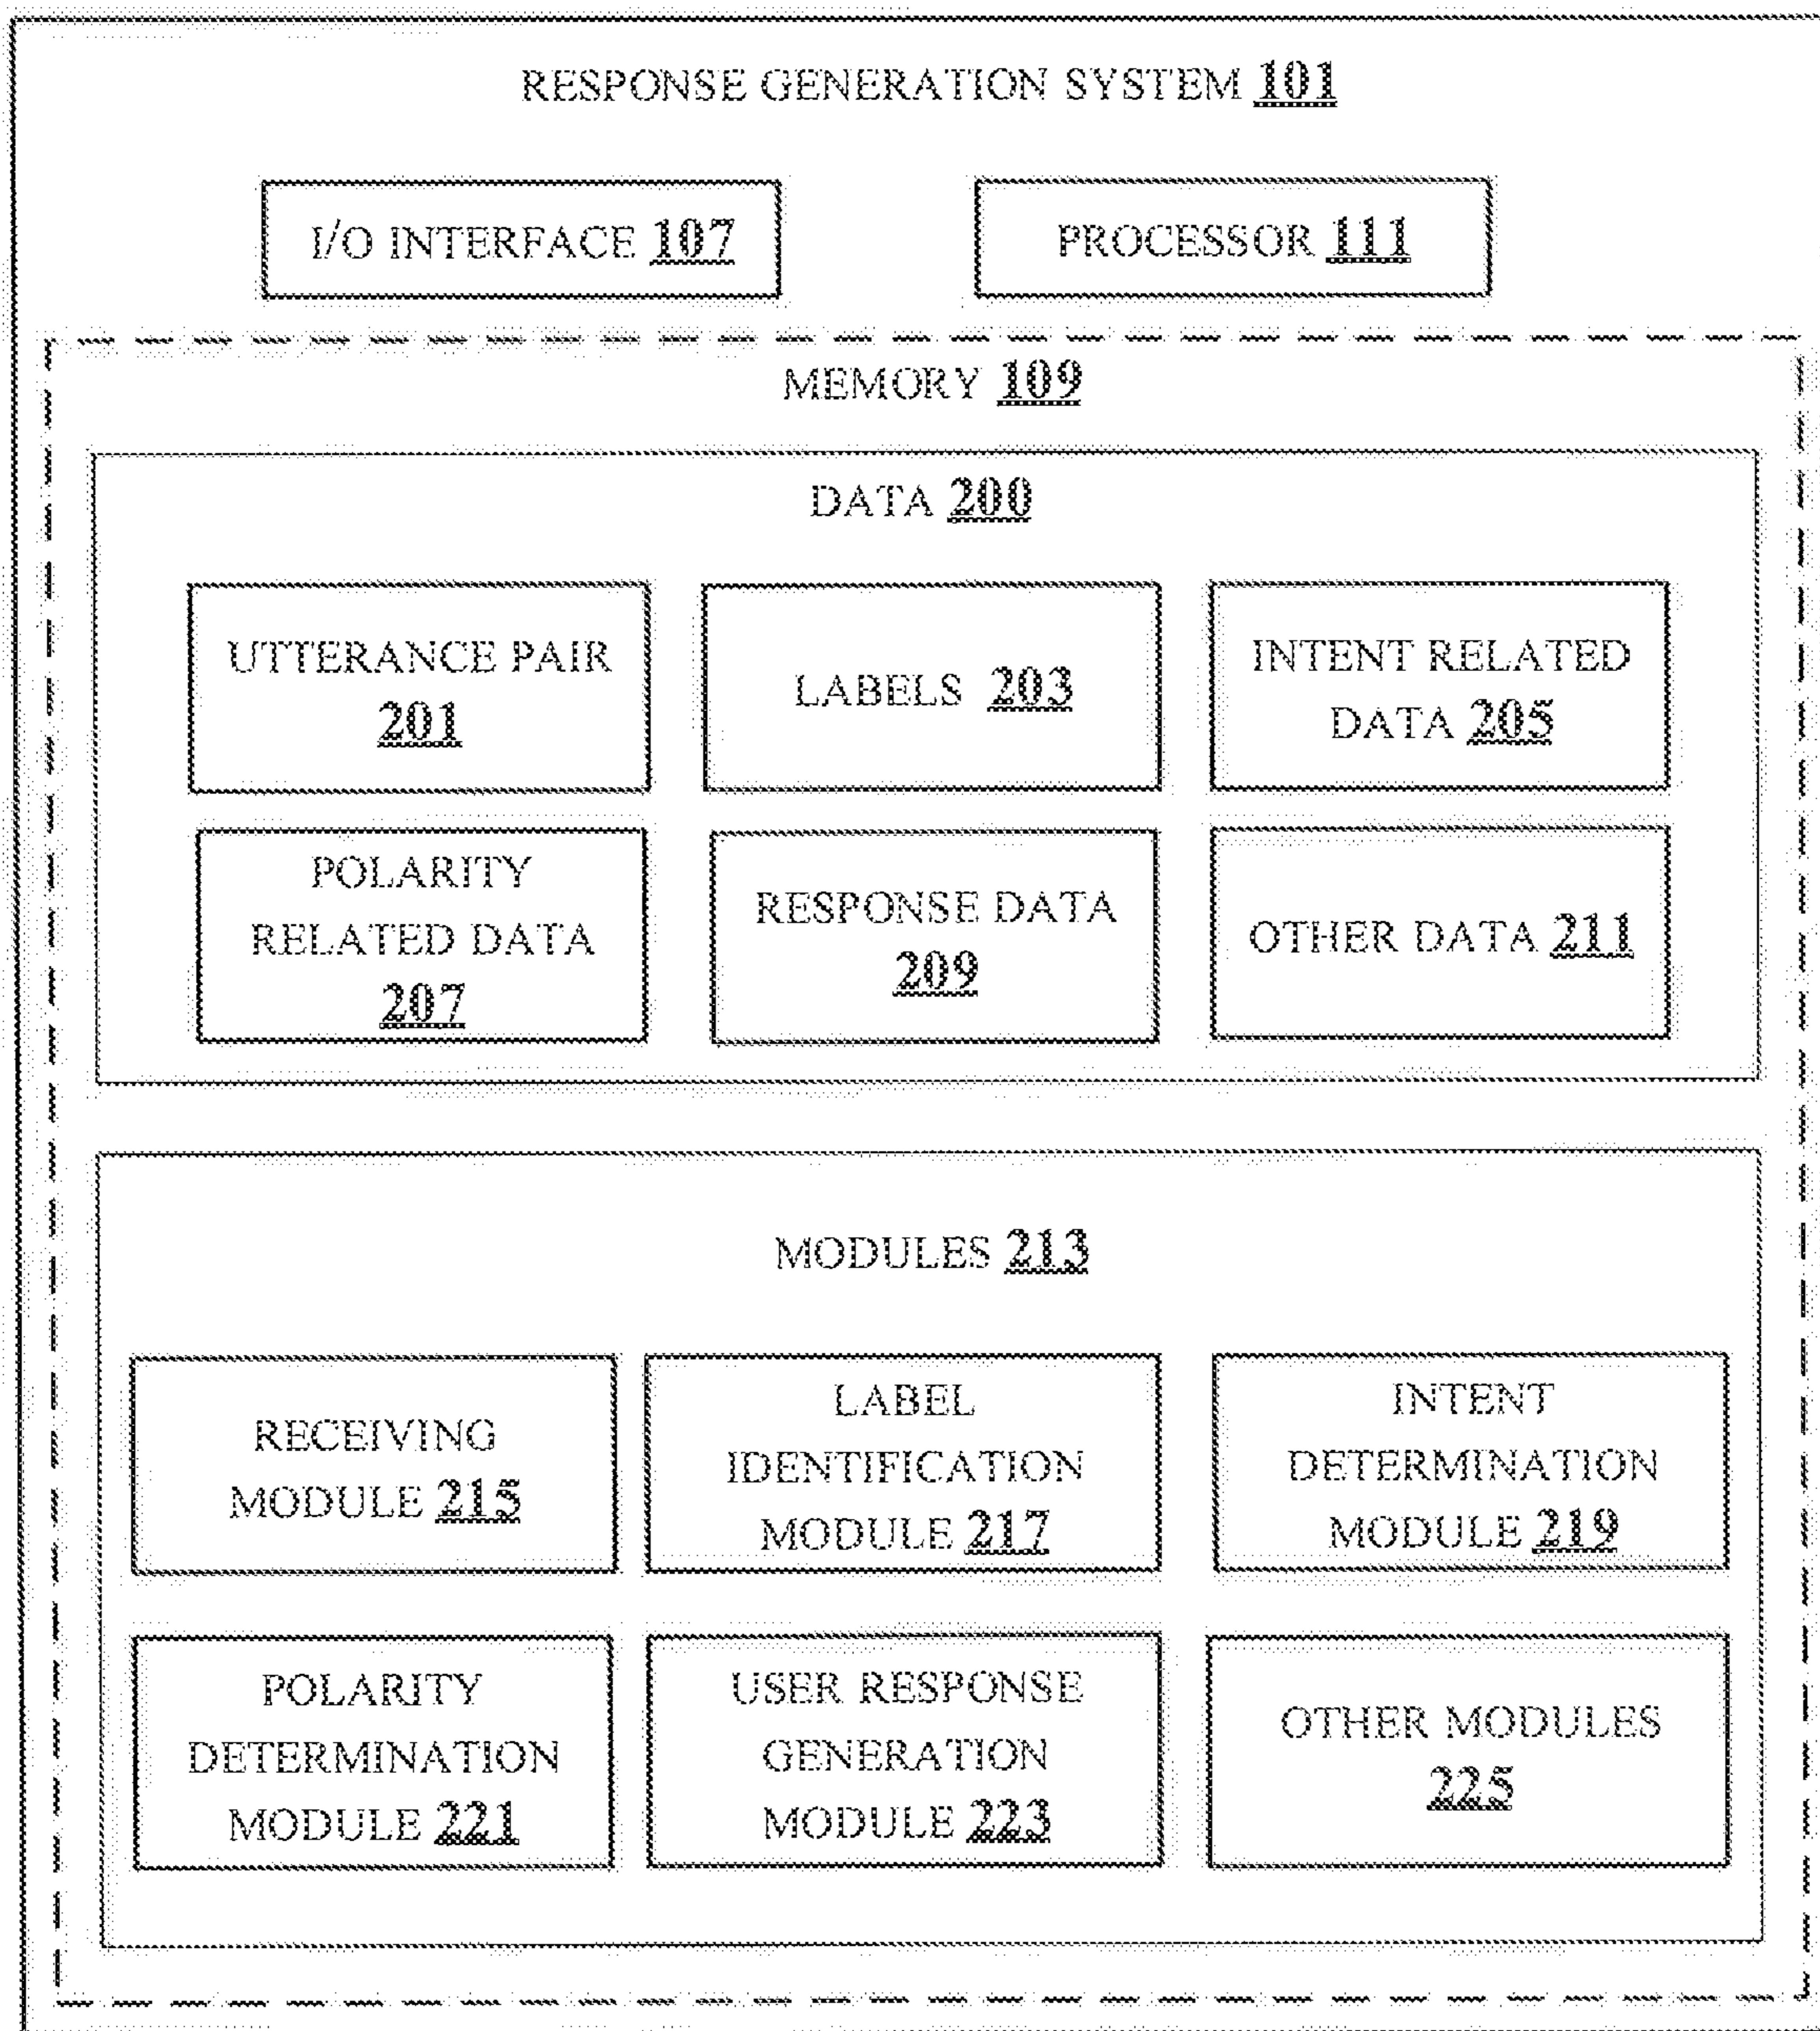 RESPONSE GENERATION SYSTEM 101
I/O INTERFACE 107
PROCESSOR 111
MEMORY 109
DATA 200
UTTERANCE PAIR
201
LABELS 203
INTENT RELATED
DATA 205
POLARITY
RELATED DATA
207
RESPONSE DATA
209
OTHER DATA 211
MODULES 213
RECEIVING
MODULE 215
LABEL
IDENTIFICATION
MODULE 217
INTENT
DETERMINATION
MODULE 219
POLARITY
DETERMINATION
MODULE 221
USER RESPONSE
GENERATION
MODULE 223
OTHER MODULES
225